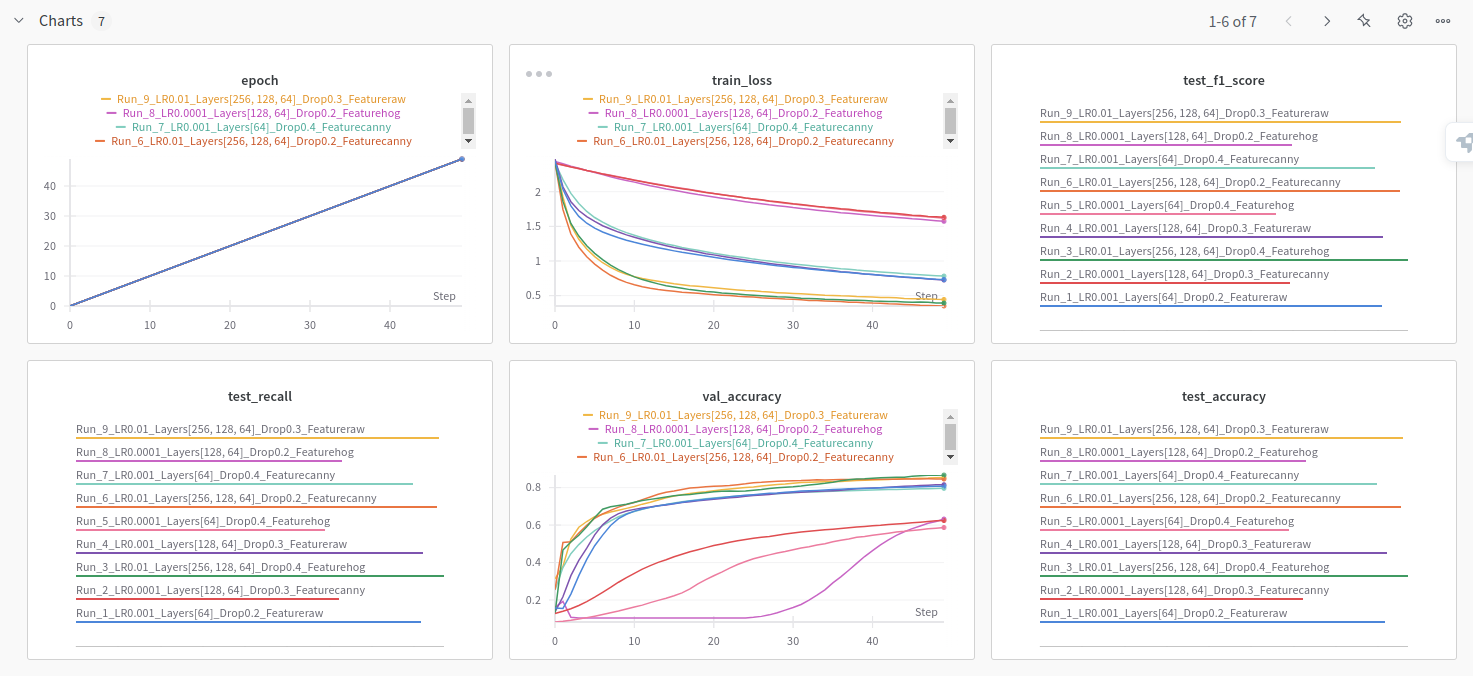 Charts 7 1-6 of 7
epoch
Run_9_LR0.01_Layers[256, 128, 64]_Drop0.3_Featureraw
Run_8_LR0.0001_Layers[128, 64]_Drop0.2_Featurehog
Run_7_LR0.001_Layers[64]_Drop0.4_Featurecanny
Run_6_LR0.01_Layers[256, 128, 64]_Drop0.2_Featurecanny
40
30
20
10
0
Step
0 10 20 30 40
train_loss
Run_9_LR0.01_Layers[256, 128, 64]_Drop0.3_Featureraw
Run_8_LR0.0001_Layers[128, 64]_Drop0.2_Featurehog
Run_7_LR0.001_Layers[64]_Drop0.4_Featurecanny
Run_6_LR0.01_Layers[256, 128, 64]_Drop0.2_Featurecanny
2
1.5
1
0.5
Step
0 10 20 30 40
test_f1_score
Run_9_LR0.01_Layers[256, 128, 64]_Drop0.3_Featureraw
Run_8_LR0.0001_Layers[128, 64]_Drop0.2_Featurehog
Run_7_LR0.001_Layers[64]_Drop0.4_Featurecanny
Run_6_LR0.01_Layers[256, 128, 64]_Drop0.2_Featurecanny
Run_5_LR0.0001_Layers[64]_Drop0.4_Featurehog
Run_4_LR0.001_Layers[128, 64]_Drop0.3_Featureraw
Run_3_LR0.01_Layers[256, 128, 64]_Drop0.4_Featurehog
Run_2_LR0.0001_Layers[128, 64]_Drop0.3_Featurecanny
Run_1_LR0.001_Layers[64]_Drop0.2_Featureraw
test_recall
Run_9_LR0.01_Layers[256, 128, 64]_Drop0.3_Featureraw
Run_8_LR0.0001_Layers[128, 64]_Drop0.2_Featurehog
Run_7_LR0.001_Layers[64]_Drop0.4_Featurecanny
Run_6_LR0.01_Layers[256, 128, 64]_Drop0.2_Featurecanny
Run_5_LR0.0001_Layers[64]_Drop0.4_Featurehog
Run_4_LR0.001_Layers[128, 64]_Drop0.3_Featureraw
Run_3_LR0.01_Layers[256, 128, 64]_Drop0.4_Featurehog
Run_2_LR0.0001_Layers[128, 64]_Drop0.3_Featurecanny
Run_1_LR0.001_Layers[64]_Drop0.2_Featureraw
val_accuracy
Run_9_LR0.01_Layers[256, 128, 64]_Drop0.3_Featureraw
Run_8_LR0.0001_Layers[128, 64]_Drop0.2_Featurehog
Run_7_LR0.001_Layers[64]_Drop0.4_Featurecanny
Run_6_LR0.01_Layers[256, 128, 64]_Drop0.2_Featurecanny
0.8
0.6
0.4
0.2
Step
0 10 20 30 40
test_accuracy
Run_9_LR0.01_Layers[256, 128, 64]_Drop0.3_Featureraw
Run_8_LR0.0001_Layers[128, 64]_Drop0.2_Featurehog
Run_7_LR0.001_Layers[64]_Drop0.4_Featurecanny
Run_6_LR0.01_Layers[256, 128, 64]_Drop0.2_Featurecanny
Run_5_LR0.0001_Layers[64]_Drop0.4_Featurehog
Run_4_LR0.001_Layers[128, 64]_Drop0.3_Featureraw
Run_3_LR0.01_Layers[256, 128, 64]_Drop0.4_Featurehog
Run_2_LR0.0001_Layers[128, 64]_Drop0.3_Featurecanny
Run_1_LR0.001_Layers[64]_Drop0.2_Featureraw